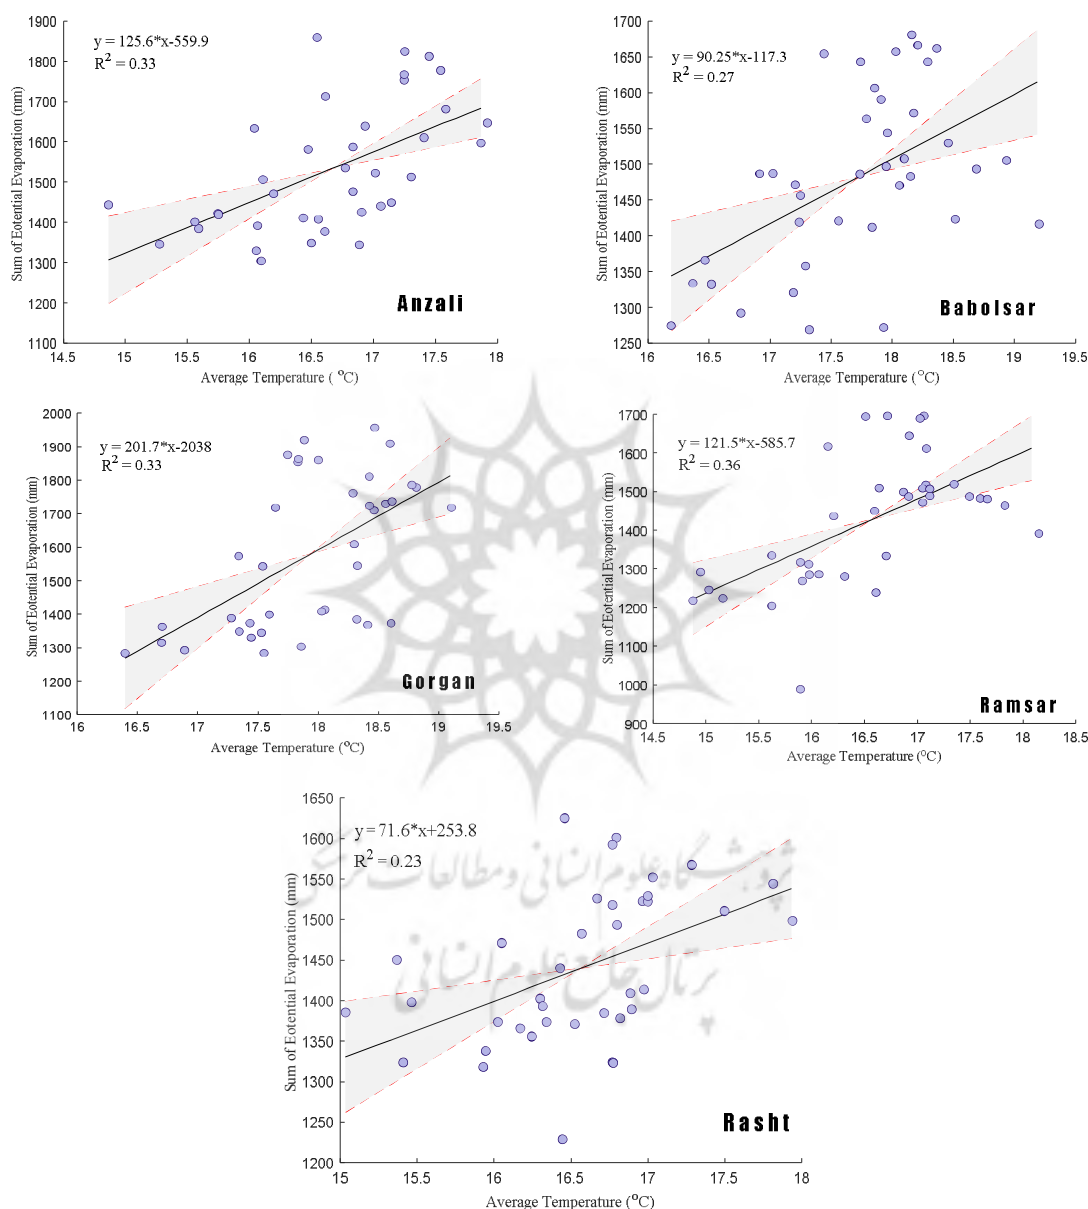 1900
1800
1700
1600
1500
1400
1300
1200
1100
y = 125.6*x-559.9
R² = 0.33
Sum of Eotential Evaporation (mm)
Anzali
14.5 15 15.5 16 16.5 17 17.5 18
Average Temperature ( °C)
1700
1650
1600
1550
1500
1450
1400
1350
1300
1250
y = 90.25*x-117.3
R² = 0.27
Sum of Eotential Evaporation (mm)
Babolsar
16 16.5 17 17.5 18 18.5 19 19.5
Average Temperature (°C)
2000
1900
1800
1700
1600
1500
1400
1300
1200
1100
y = 201.7*x-2038
R² = 0.33
Sum of Eotential Evaporation (mm)
Gorgan
16 16.5 17 17.5 18 18.5 19 19.5
Average Temperature (°C)
1700
1600
1500
1400
1300
1200
1100
1000
900
y = 121.5*x-585.7
R² = 0.36
Sum of Eotential Evaporation (mm)
Ramsar
14.5 15 15.5 16 16.5 17 17.5 18 18.5
Average Temperature (°C)
1650
1600
1550
1500
1450
1400
1350
1300
1250
1200
y = 71.6*x+253.8
R² = 0.23
Sum of Eotential Evaporation (mm)
Rasht
15 15.5 16 16.5 17 17.5 18
Average Temperature (°C)
پژوهشگاه علوم انسانی و مطالعات فرهنگی
پرتال جامع علوم انسانی